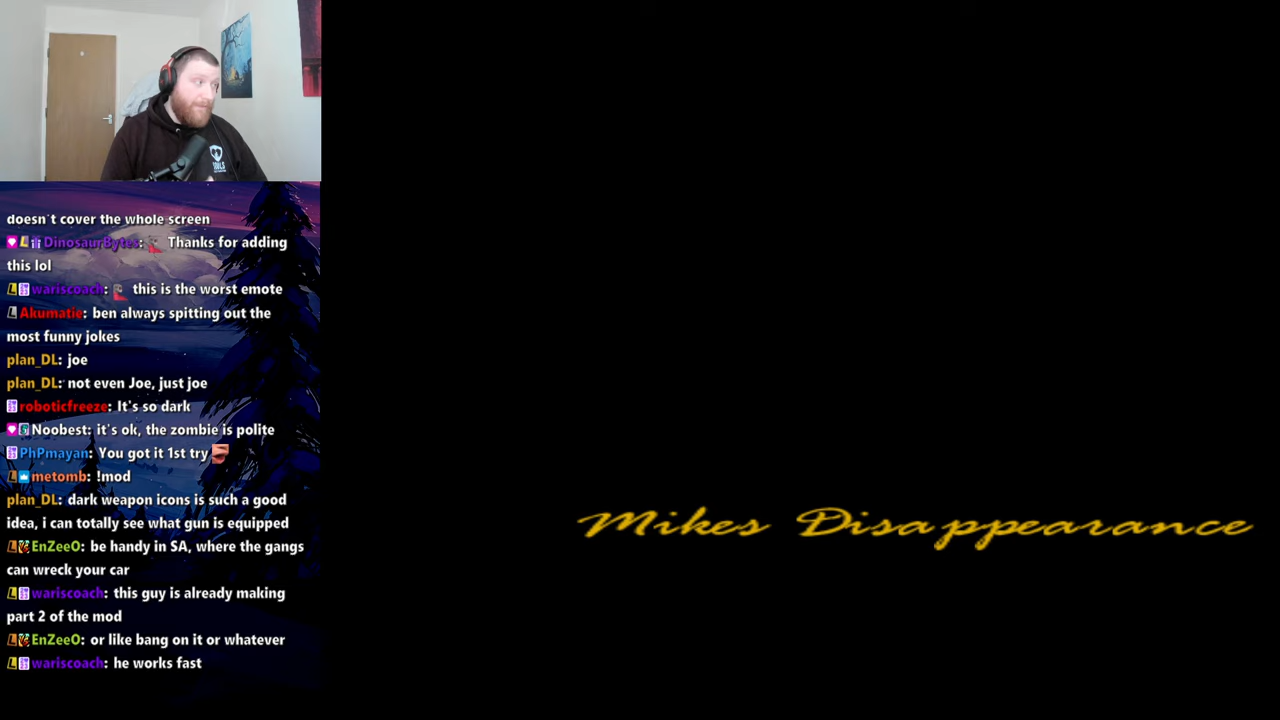 doesn't cover the whole screen
DinosaurBytes: Thanks for adding
this lol
wariscoach: this is the worst emote
Akumatie: ben always spitting out the
most funny jokes
plan_DL: joe
plan_DL: not even Joe, just joe
roboticfreeze: It's so dark
Noobest: it's ok, the zombie is polite
PhPmayan: You got it 1st try
metomb: !mod
plan_DL: dark weapon icons is such a good
idea, i can totally see what gun is equipped
EnZeeO: be handy in SA, where the gangs
can wreck your car
wariscoach: this guy is already making
part 2 of the mod
EnZeeO: or like bang on it or whatever
wariscoach: he works fast
Mikes Disappearance